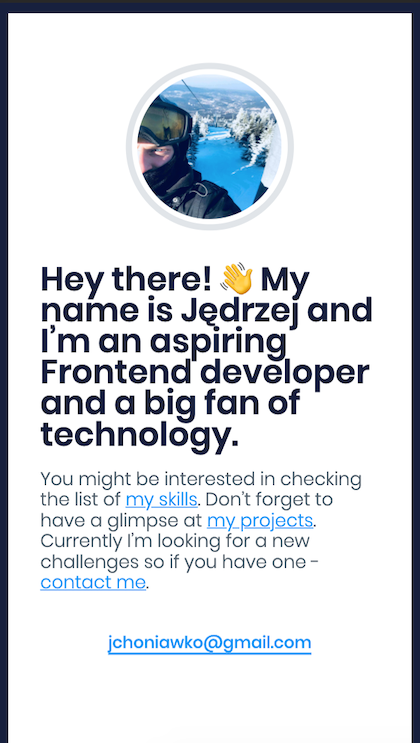 Hey there! 👋 My
name is Jędrzej and
I'm an aspiring
Frontend developer
and a big fan of
technology.
You might be interested in checking
the list of my skills. Don't forget to
have a glimpse at my projects.
Currently I'm looking for a new
challenges so if you have one -
contact me.
jchoniawko@gmail.com